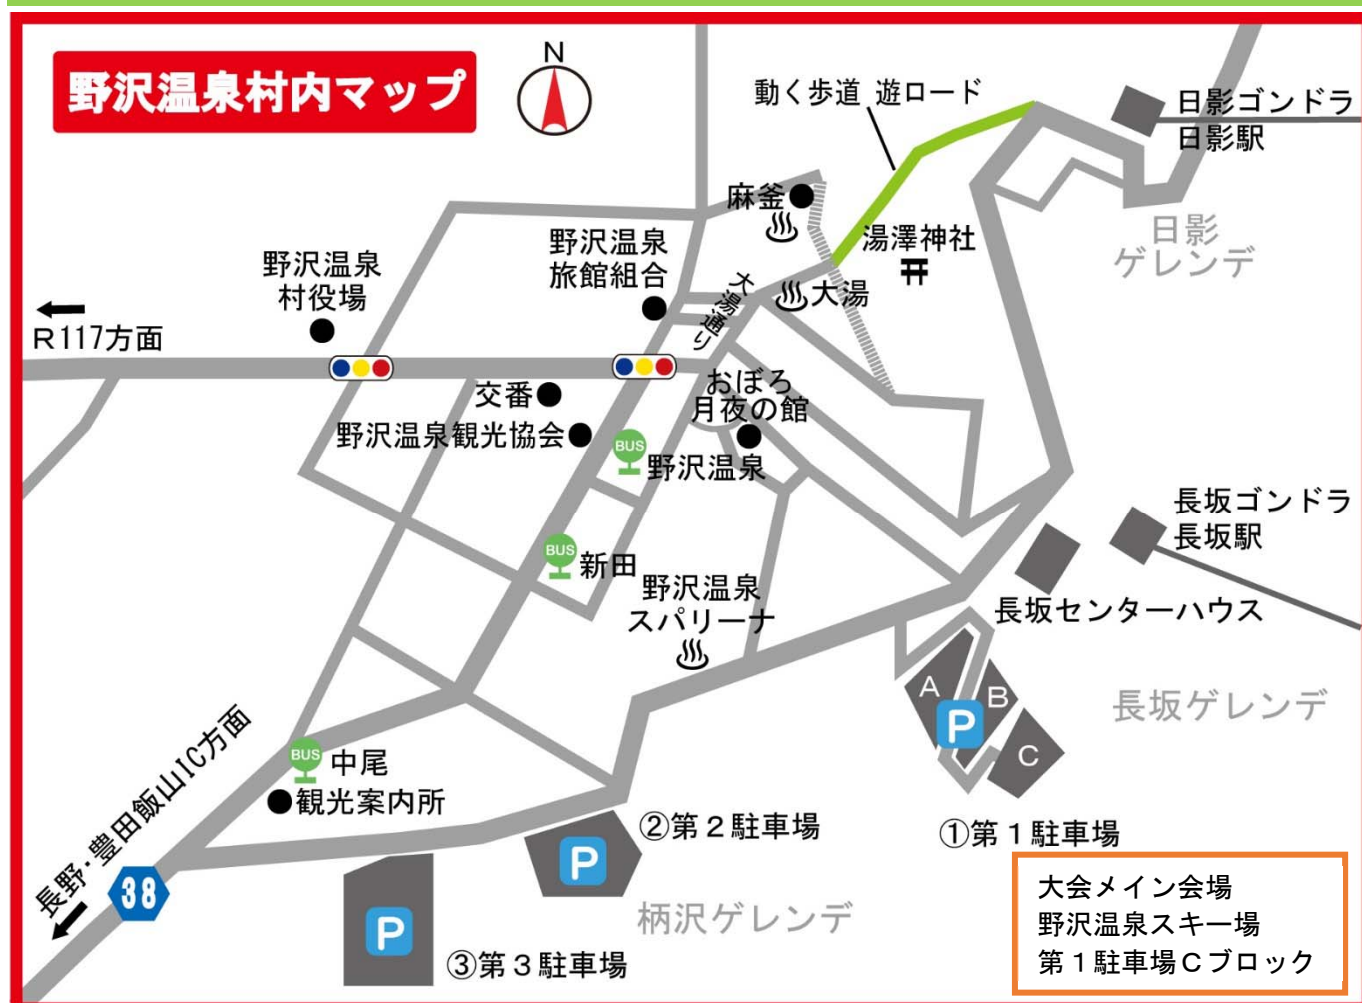 野沢温泉村内マップ
N
動く歩道 遊ロード
日影ゴンドラ
日影駅
麻釜
湯澤神社
日影
ゲレンデ
野沢温泉
旅館組合
野沢温泉
村役場
大湯通り
大湯
R117方面
交番
おぼろ
月夜の館
野沢温泉観光協会
BUS
野沢温泉
長坂ゴンドラ
長坂駅
BUS
新田
野沢温泉
スパリーナ
長坂センターハウス
A
B
P
C
長坂ゲレンデ
BUS
中尾
観光案内所
長野・豊田飯山IC方面
38
②第2駐車場
①第1駐車場
P
柄沢ゲレンデ
P
③第3駐車場
大会メイン会場
野沢温泉スキー場
第1駐車場Cブロック